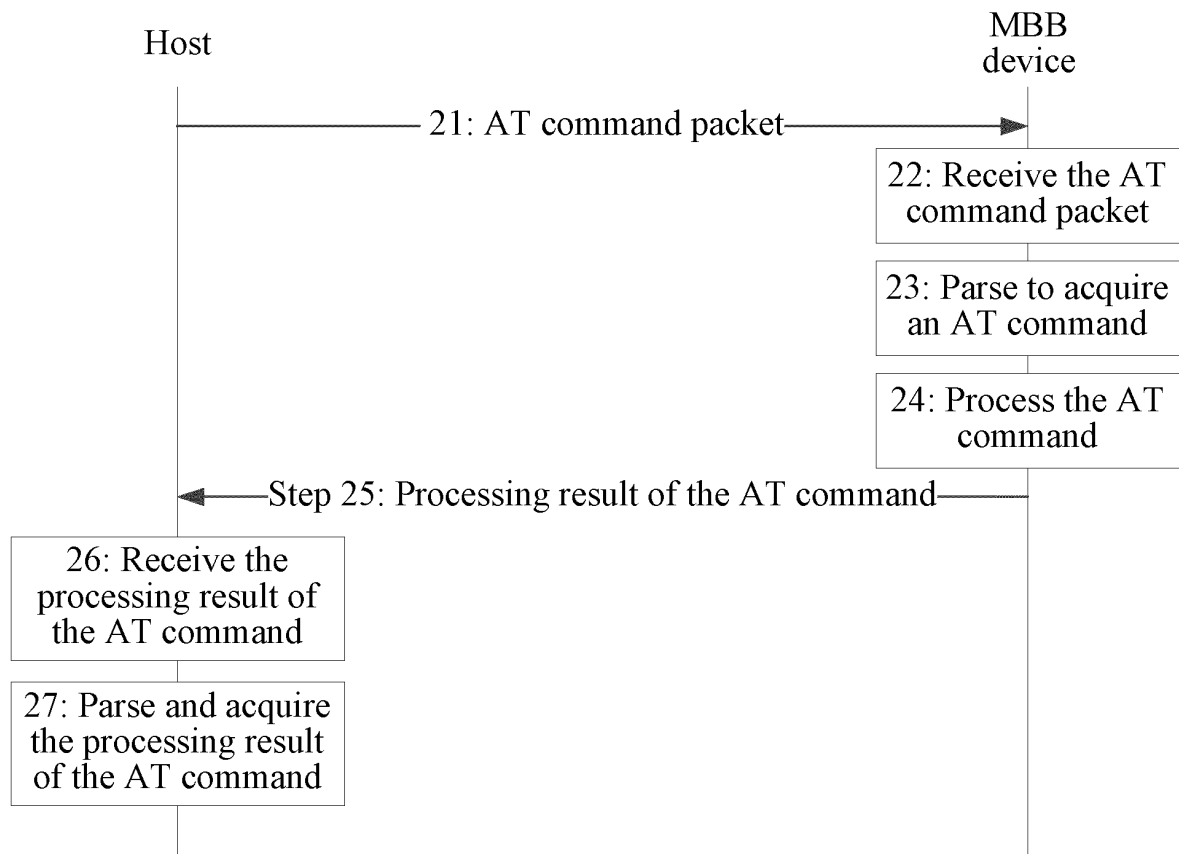 Host
MBB
device
21: AT command packet
22: Receive the AT
command packet
23: Parse to acquire
an AT command
24: Process the AT
command
Step 25: Processing result of the AT command
26: Receive the
processing result of
the AT command
27: Parse and acquire
the processing result
of the AT command